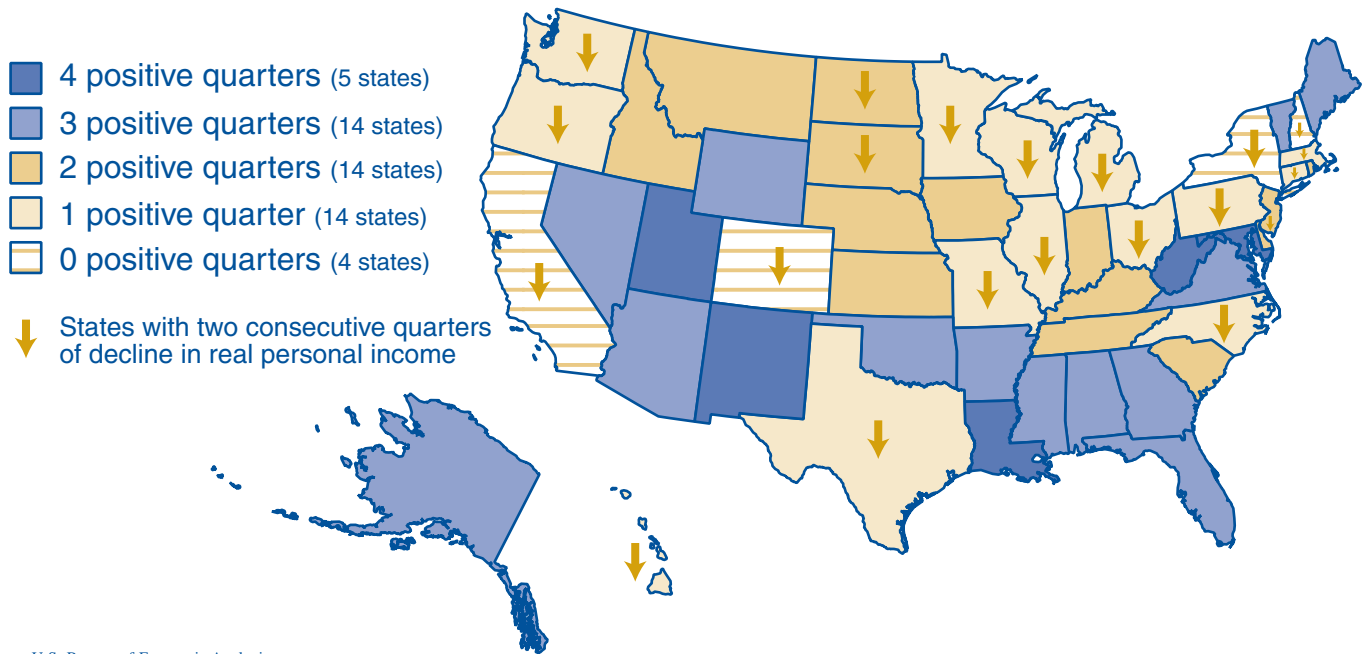 4 positive quarters (5 states)
3 positive quarters (14 states)
2 positive quarters (14 states)
1 positive quarter (14 states)
0 positive quarters (4 states)
States with two consecutive quarters
of decline in real personal income